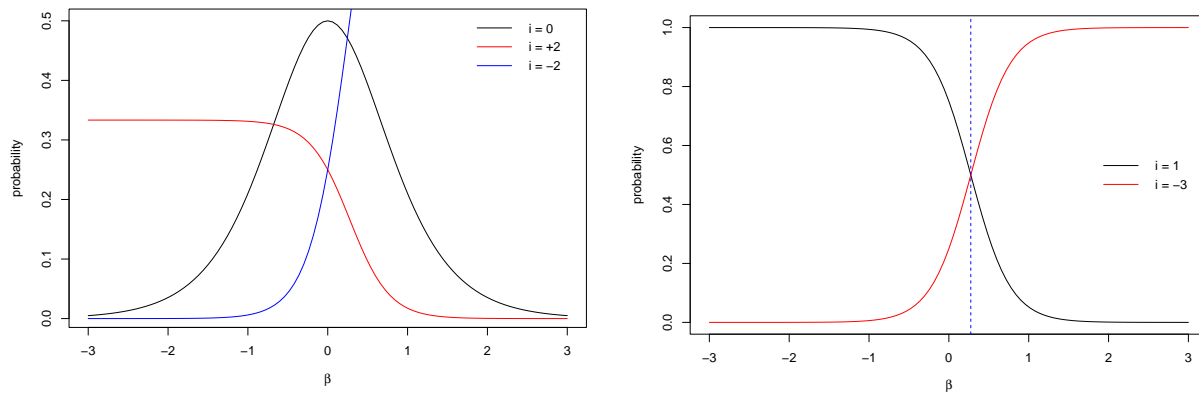 0.5
0.4
0.3
0.2
0.1
0.0
probability
−3
−2
−1
0
1
2
3
β
i = 0
i = +2
i = −2
1.0
0.8
0.6
0.4
0.2
0.0
probability
−3
−2
−1
0
1
2
3
β
i = 1
i = −3